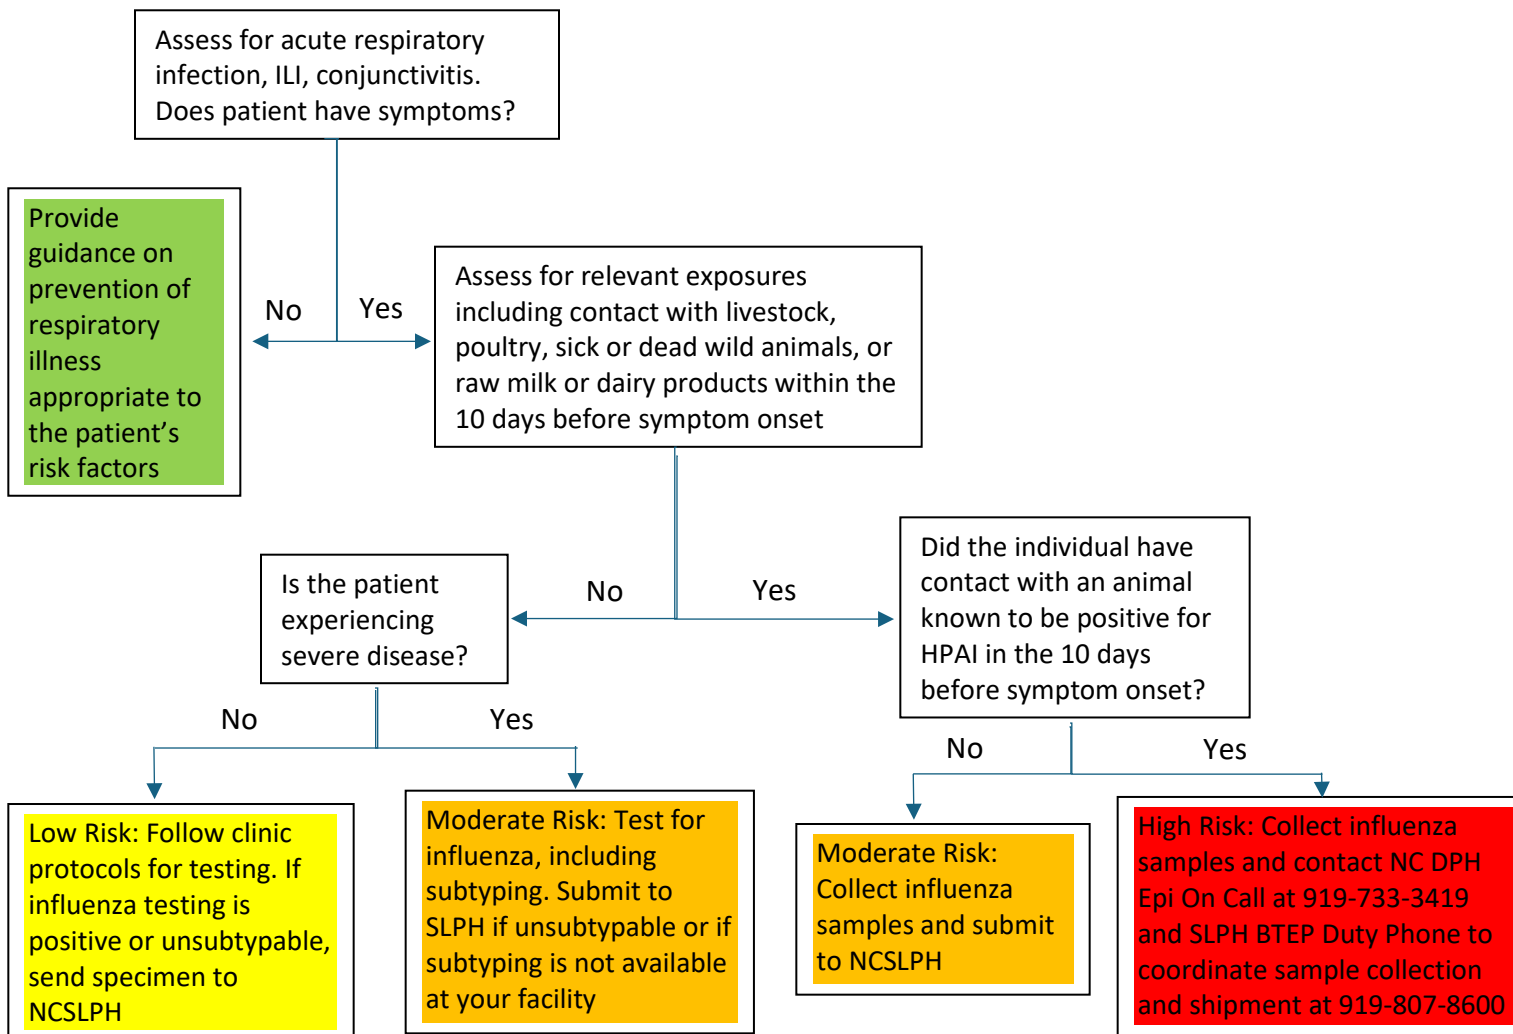 Assess for acute respiratory
infection, ILI, conjunctivitis.
Does patient have symptoms?
Provide
guidance on
prevention of
respiratory
illness
appropriate to
the patient’s
risk factors
No
Yes
Assess for relevant exposures
including contact with livestock,
poultry, sick or dead wild animals, or
raw milk or dairy products within the
10 days before symptom onset
Is the patient
experiencing
severe disease?
No
Yes
Did the individual have
contact with an animal
known to be positive for
HPAI in the 10 days
before symptom onset?
No
Yes
No
Yes
Low Risk: Follow clinic
protocols for testing. If
influenza testing is
positive or unsubtypable,
send specimen to
NCSLPH
Moderate Risk: Test for
influenza, including
subtyping. Submit to
SLPH if unsubtypable or if
subtyping is not available
at your facility
Moderate Risk:
Collect influenza
samples and submit
to NCSLPH
High Risk: Collect influenza
samples and contact NC DPH
Epi On Call at 919-733-3419
and SLPH BTEP Duty Phone to
coordinate sample collection
and shipment at 919-807-8600